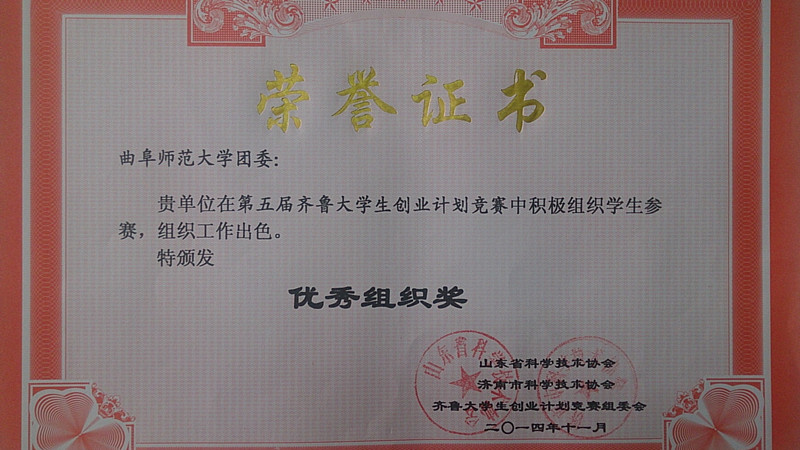 荣誉证书
曲阜师范大学团委:
贵单位在第五届齐鲁大学生创业计划竞赛中积极组织学生参
赛，组织工作出色。
特颁发
优秀组织奖
山东省科学技术协会
济南市科学技术协会
齐鲁大学生创业计划竞赛组委会
二〇一四年十一月